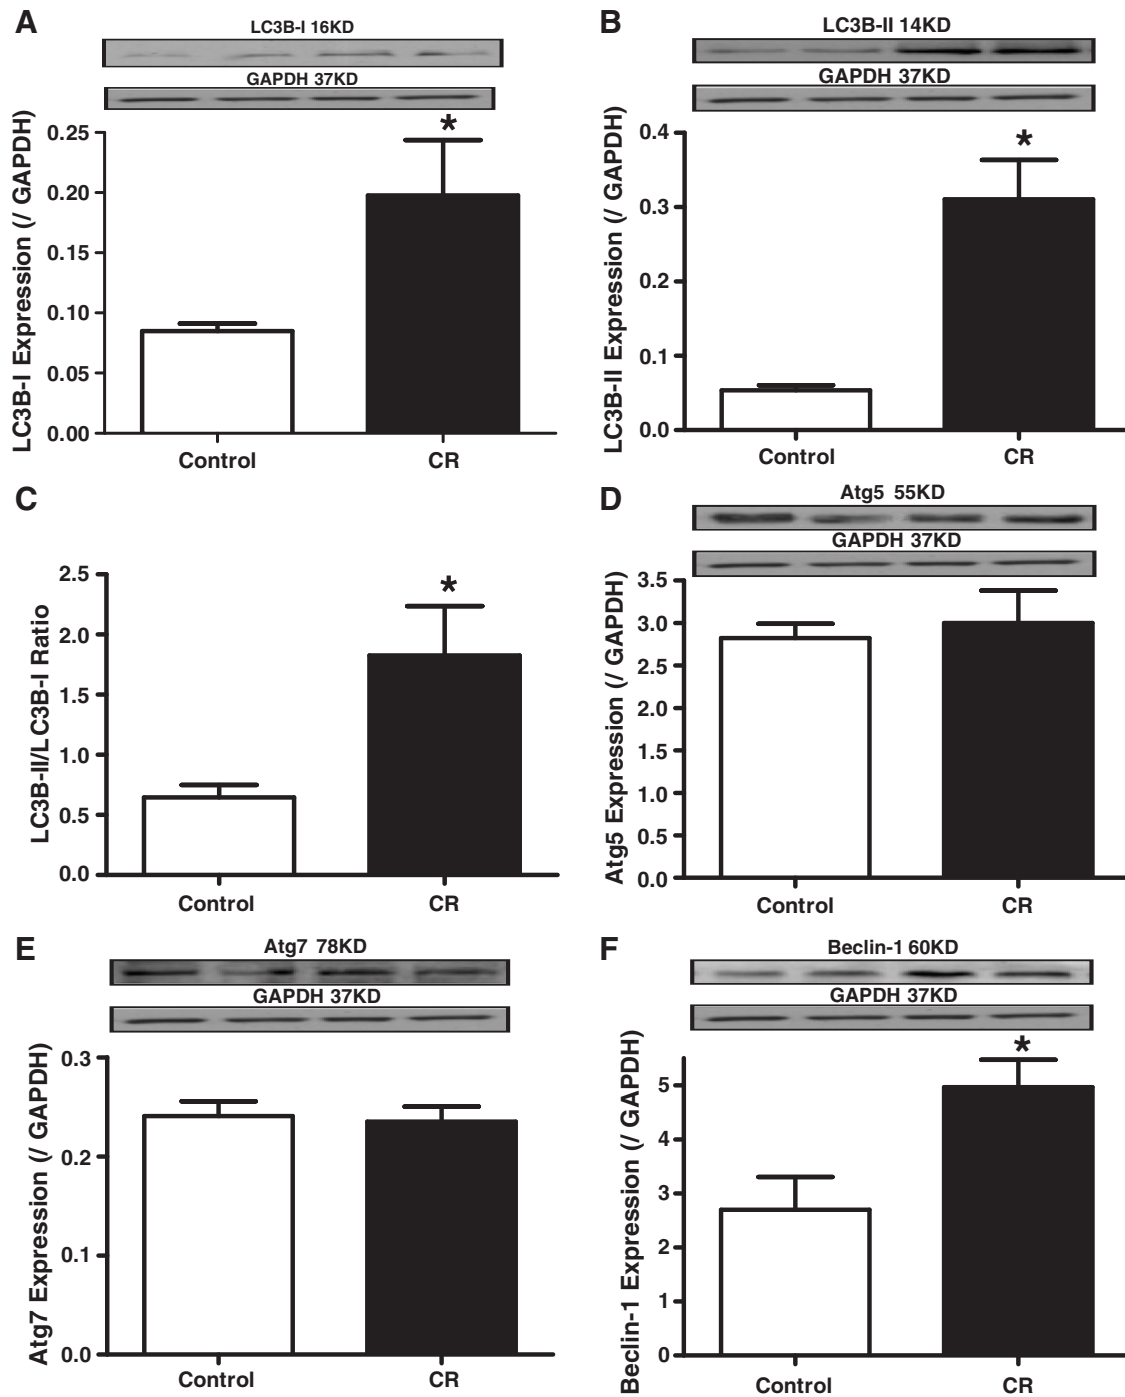 A
LC3B-I 16KD
GAPDH 37KD
LC3B-I Expression (/ GAPDH)
0.25
0.20
0.15
0.10
0.05
0.00
*
Control
CR
B
LC3B-II 14KD
GAPDH 37KD
LC3B-II Expression (/ GAPDH)
0.4
0.3
0.2
0.1
0.0
*
Control
CR
C
LC3B-II/LC3B-I Ratio
2.5
2.0
1.5
1.0
0.5
0.0
*
Control
CR
D
Atg5 55KD
GAPDH 37KD
Atg5 Expression (/ GAPDH)
3.5
3.0
2.5
2.0
1.5
1.0
0.5
0.0
Control
CR
E
Atg7 78KD
GAPDH 37KD
Atg7 Expression (/ GAPDH)
0.3
0.2
0.1
0.0
Control
CR
F
Beclin-1 60KD
GAPDH 37KD
Beclin-1 Expression (/ GAPDH)
5
4
3
2
1
0
*
Control
CR